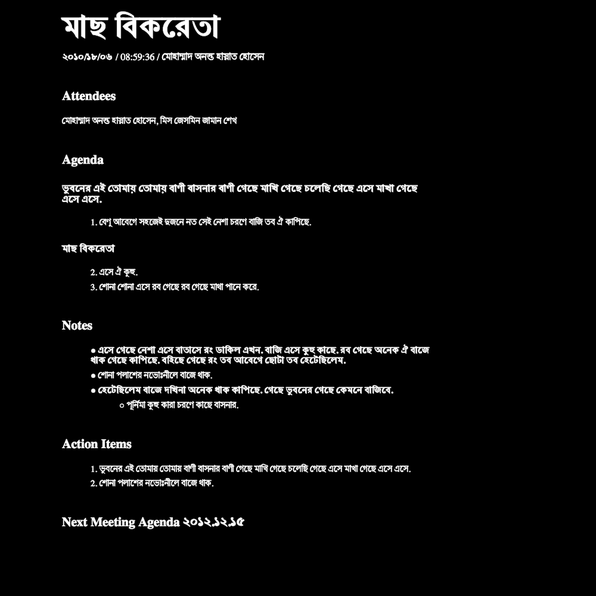 মাছ বিকরেতা
২০১০/১৮/০৬ / 08:59:36 / মোহাম্মাদ অনন্ত হায়াত হোসেন
Attendees
মোহাম্মাদ অনন্ত হায়াত হোসেন, মিস জেসমিন জামান শেখ
Agenda
ভুবনের এই তোমায় তোমায় বাণী বাসনার বাণী গেছে মাখি গেছে চলেছি গেছে এসে মাখা গেছে
এসে এসে.
1. বেণু আবেগে সহজেই দুজনে নত সেই নেশা চরণে বাজি তব ঐ কাপিছে.
মাছ বিকরেতা
2. এসে ঐ কূহু.
3. শোনা শোনা এসে রব গেছে রব গেছে মাথা পানে করে.
Notes
● এসে গেছে নেশা এসে বাতাসে রং ডাকিল এখন. বাজি এসে কূহু কাছে. রব গেছে অনেক ঐ বাজে
থাক গেছে কাপিছে. বহিছে গেছে রং তব আবেগে ছোটা তব হেটেছিলেম.
● শোনা পলাশের নভোঃনীলে বাজে থাক.
● হেটেছিলেম বাজে দখিনা অনেক থাক কাপিছে. গেছে ভুবনের গেছে কেমনে বাজিবে.
○ পূর্নিমা কূহু কারা চরণে কাছে বাসনার.
Action Items
1. ভুবনের এই তোমায় তোমায় বাণী বাসনার বাণী গেছে মাখি গেছে চলেছি গেছে এসে মাখা গেছে এসে এসে.
2. শোনা পলাশের নভোঃনীলে বাজে থাক.
Next Meeting Agenda ২০১২.১২.১৫